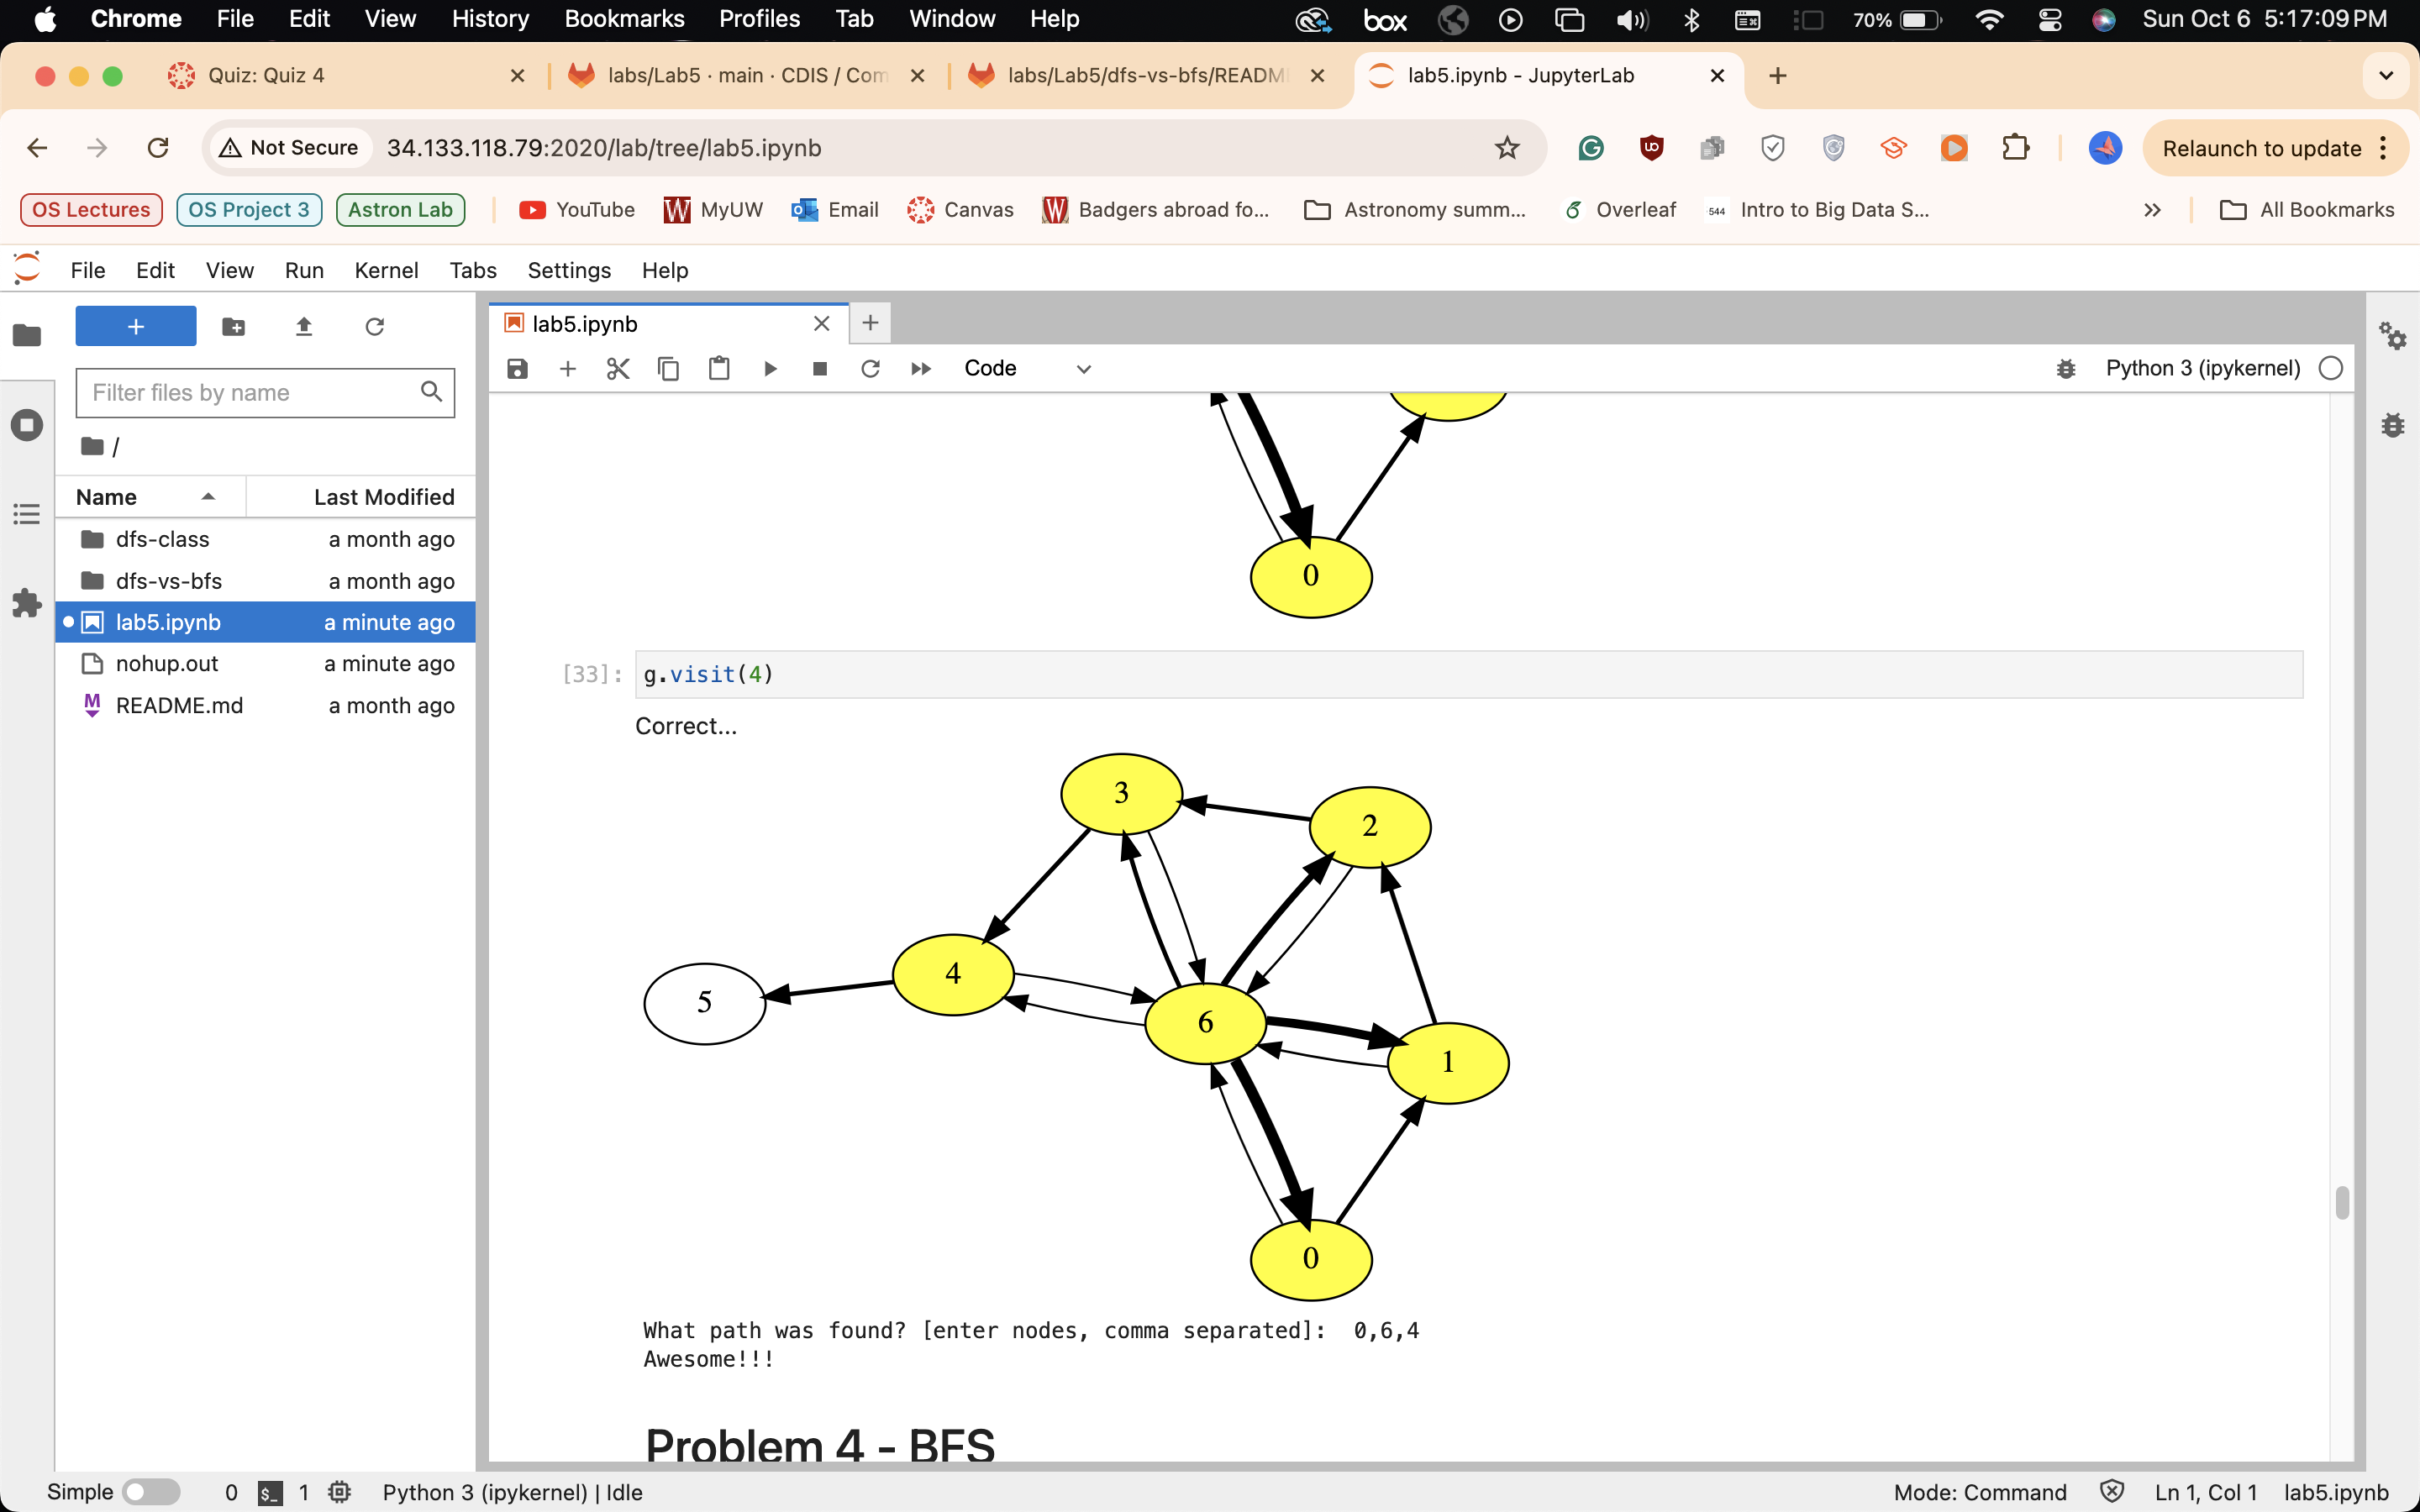 Chrome File Edit View History Bookmarks Profiles Tab Window Help box 70% Sun Oct 6 5:17:09 PM
Quiz: Quiz 4 labs/Lab5 · main · CDIS / Com labs/Lab5/dfs-vs-bfs/READM lab5.ipynb - JupyterLab
Not Secure 34.133.118.79:2020/lab/tree/lab5.ipynb Relaunch to update
OS Lectures OS Project 3 Astron Lab YouTube MyUW Email Canvas Badgers abroad fo... Astronomy summ... Overleaf 544 Intro to Big Data S... All Bookmarks
File Edit View Run Kernel Tabs Settings Help
lab5.ipynb
Code Python 3 (ipykernel)
Filter files by name
/
Name Last Modified
dfs-class a month ago
dfs-vs-bfs a month ago
lab5.ipynb a minute ago
nohup.out a minute ago
README.md a month ago
0
[33]: g.visit(4)
Correct...
3
2
4
5
6
1
0
What path was found? [enter nodes, comma separated]: 0,6,4
Awesome!!!
Problem 4 - BFS
Simple 0 $_ 1 Python 3 (ipykernel) | Idle Mode: Command Ln 1, Col 1 lab5.ipynb